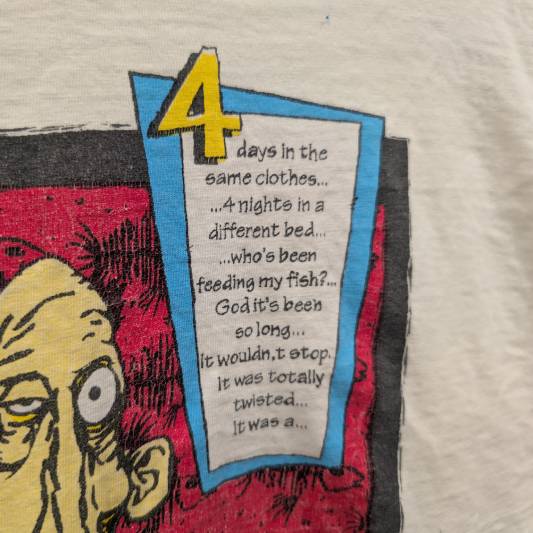 4
days in the
same clothes...
...4 nights in a
different bed...
...who's been
feeding my fish?...
God it's been
so long...
It wouldn,t stop.
It was totally
twisted...
It was a...